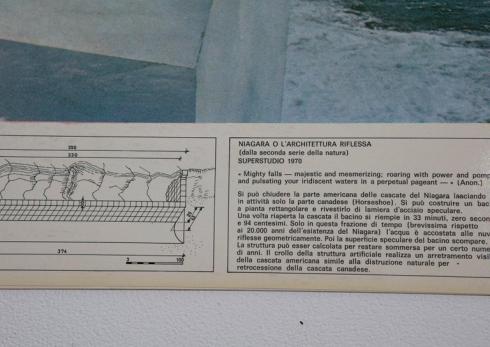 NIAGARA O L'ARCHITETTURA RIFLESSA
(dalla seconda serie della natura)
SUPERSTUDIO 1970
« Mighty falls — majestic and mesmerizing; roaring with power and pomp
and pulsating your iridiscent waters in a perpetual pageant — » (Anon.)
Si può chiudere la parte americana delle cascate del Niagara lasciando
in attività solo la parte canadese (Horseshoe). Si può costruire un
a pianta rettangolare e rivestirlo di lamiera d'acciaio speculare.
Una volta riaperta la cascata il bacino si riempie in 33 minuti, zero
e 94 centesimi. Solo in questa frazione di tempo (brevissima rispetto
ai 20.000 anni dell'esistenza del Niagara) l'acqua è accostata alle
riflesse geometricamente. Poi la superficie speculare del bacino scompare.
La struttura può esser calcolata per restare sommersa per un certo
di anni. Il crollo della struttura artificiale realizza un arretramento
della cascata americana simile alla distruzione naturale per -
retrocessione della cascata canadese.
350
330
374